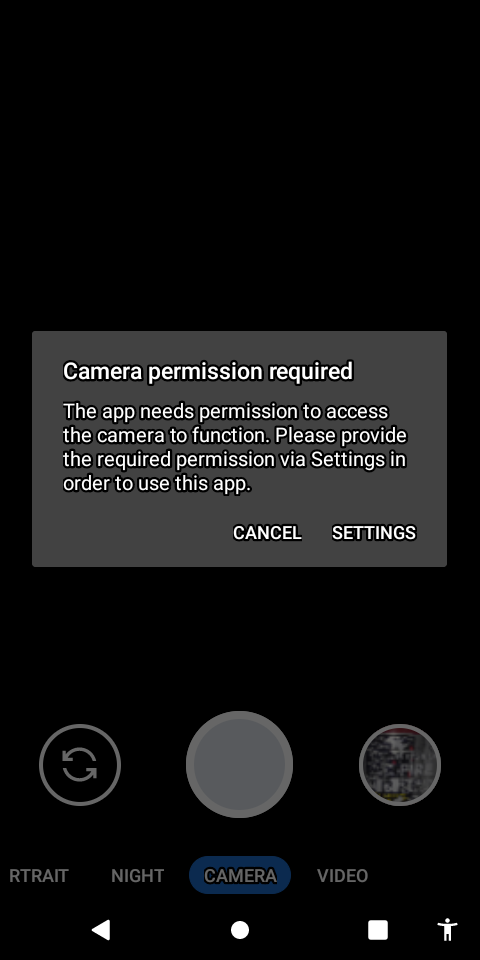 Camera permission required
The app needs permission to access
the camera to function. Please provide
the required permission via Settings in
order to use this app.
CANCEL SETTINGS
RTRAIT NIGHT CAMERA VIDEO